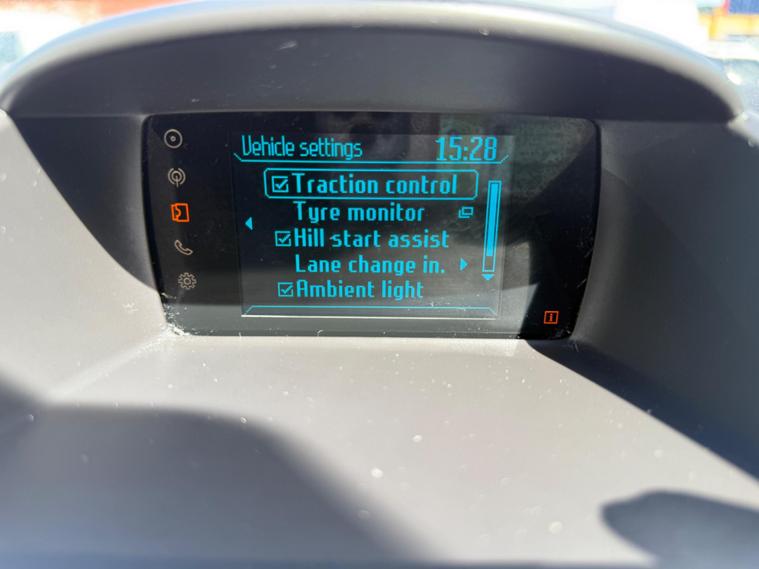 Vehicle settings 15:28
Traction control
Tyre monitor
Hill start assist
Lane change in.
Ambient light
i